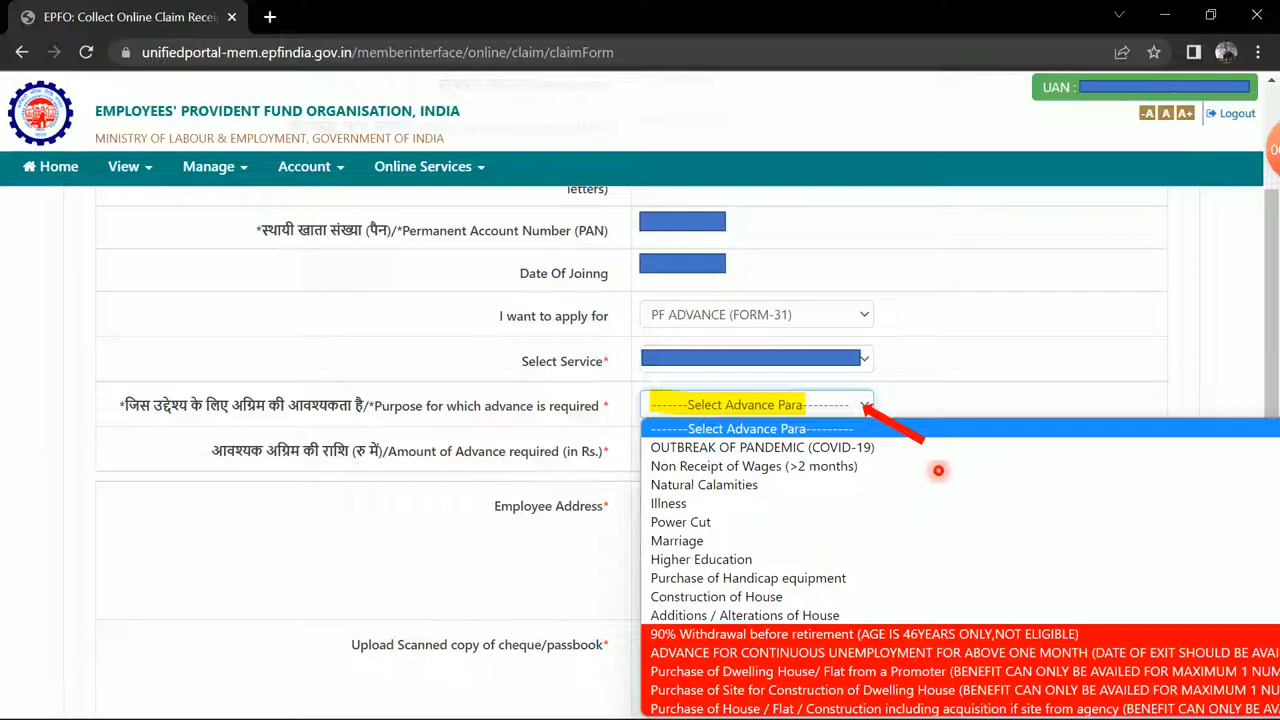 EPFO: Collect Online Claim Recei
unifiedportal-mem.epfindia.gov.in/memberinterface/online/claim/claimForm
UAN :
EMPLOYEES' PROVIDENT FUND ORGANISATION, INDIA
-A A A+ Logout
MINISTRY OF LABOUR & EMPLOYMENT, GOVERNMENT OF INDIA
Home View Manage Account Online Services
letters)
*स्थायी खाता संख्या (पैन)/*Permanent Account Number (PAN)
Date Of Joinng
I want to apply for PF ADVANCE (FORM-31)
Select Service*
*जिस उद्देश्य के लिए अग्रिम की आवश्यकता है/*Purpose for which advance is required * -------Select Advance Para---------
-------Select Advance Para---------
OUTBREAK OF PANDEMIC (COVID-19)
आवश्यक अग्रिम की राशि (रु में)/Amount of Advance required (in Rs.)*
Non Receipt of Wages (>2 months)
Natural Calamities
Employee Address*
Illness
Power Cut
Marriage
Higher Education
Purchase of Handicap equipment
Construction of House
Additions / Alterations of House
90% Withdrawal before retirement (AGE IS 46YEARS ONLY,NOT ELIGIBLE)
Upload Scanned copy of cheque/passbook*
ADVANCE FOR CONTINUOUS UNEMPLOYMENT FOR ABOVE ONE MONTH (DATE OF EXIT SHOULD BE AVAI
Purchase of Dwelling House/ Flat from a Promoter (BENEFIT CAN ONLY BE AVAILED FOR MAXIMUM 1 NUM
Purchase of Site for Construction of Dwelling House (BENEFIT CAN ONLY BE AVAILED FOR MAXIMUM 1 NU
Purchase of House / Flat / Construction including acquisition if site from agency (BENEFIT CAN ONLY BE AVA